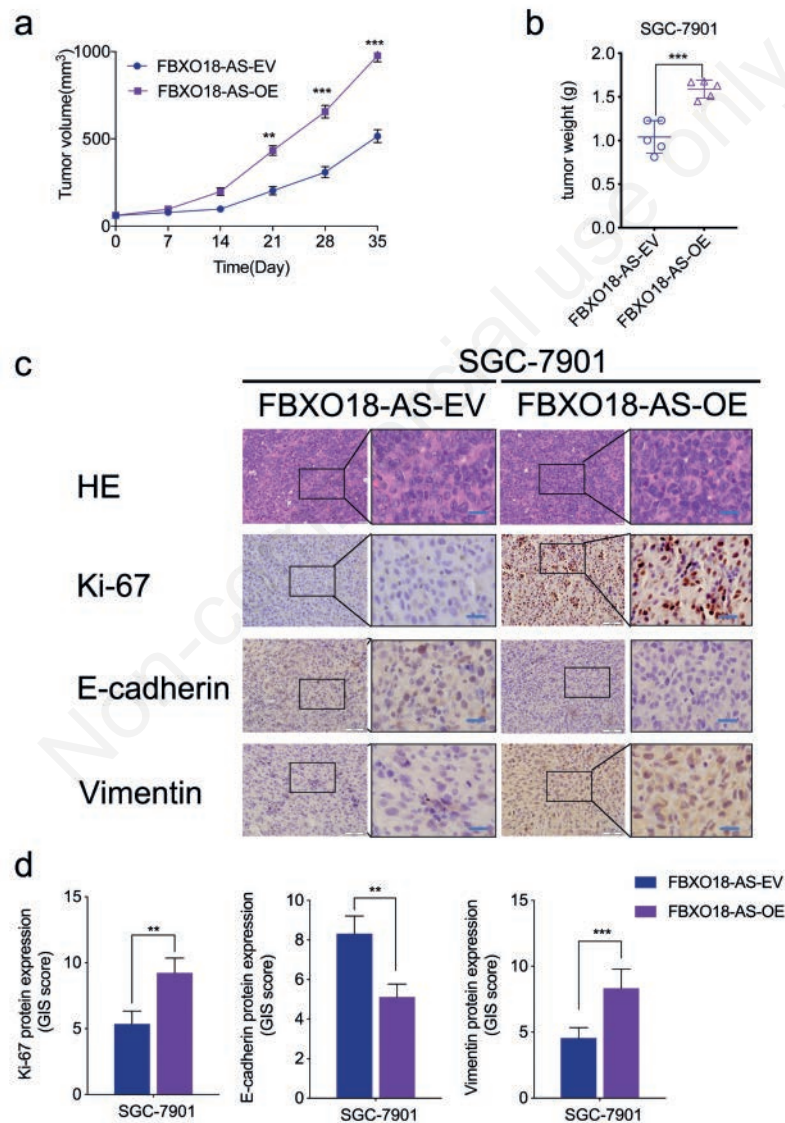 a
1000
500
0
Tumor volume(mm³)
FBXO18-AS-EV
FBXO18-AS-OE
**
***
***
0 7 14 21 28 35
Time(Day)
b
SGC-7901
***
2.0
1.5
1.0
0.5
0.0
tumor weight (g)
FBXO18-AS-EV
FBXO18-AS-OE
c
SGC-7901
FBXO18-AS-EV FBXO18-AS-OE
HE
Ki-67
E-cadherin
Vimentin
d
FBXO18-AS-EV
FBXO18-AS-OE
Ki-67 protein expression
(GIS score)
15
10
5
0
**
SGC-7901
E-cadherin protein expression
(GIS score)
10
8
6
4
2
0
**
SGC-7901
Vimentin protein expression
(GIS score)
15
10
5
0
***
SGC-7901
Non-commercial use only